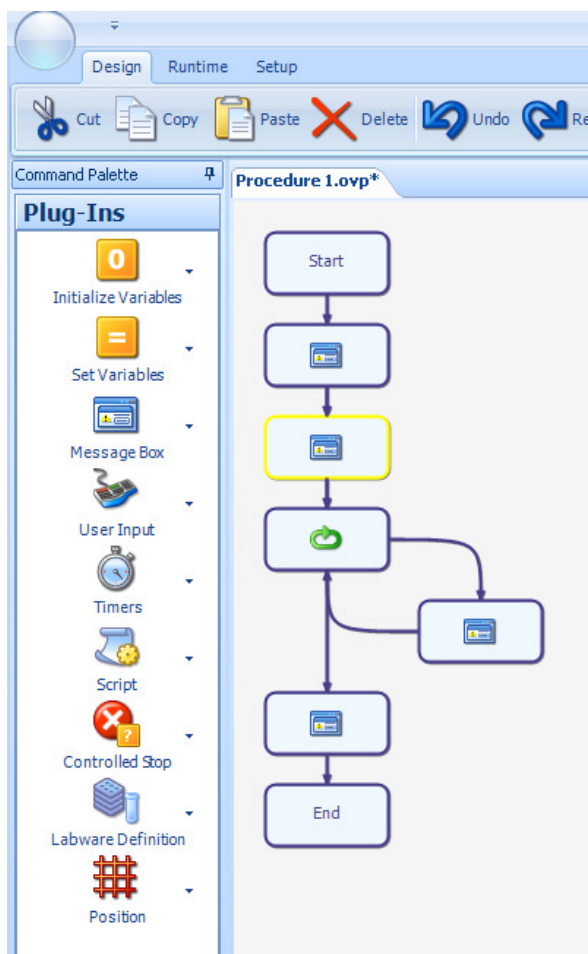 Design Runtime Setup
Cut Copy Paste Delete Undo Re
Command Palette
Procedure 1.ovp*
Plug-Ins
Start
0
Initialize Variables
=
Set Variables
Message Box
User Input
Timers
Script
?
Controlled Stop
Labware Definition
End
Position